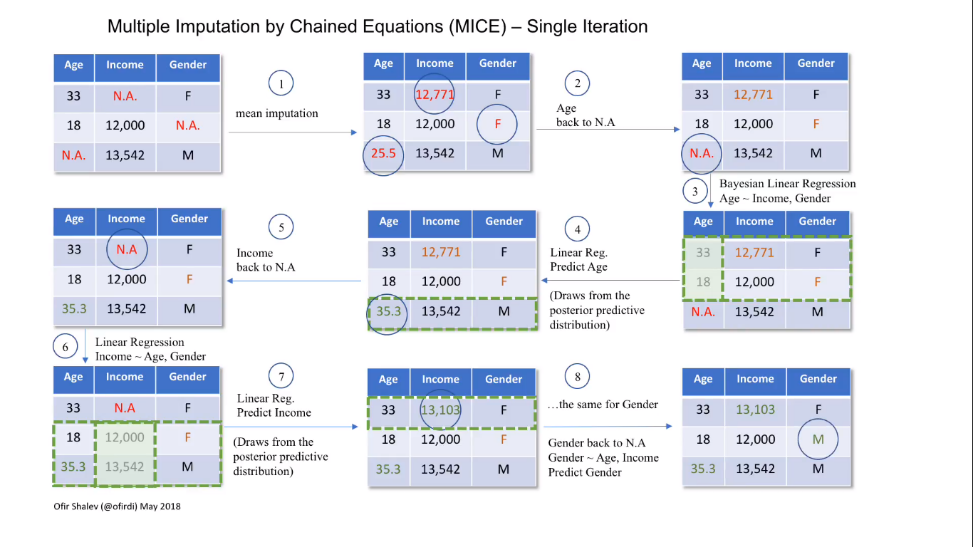 Multiple Imputation by Chained Equations (MICE) – Single Iteration
Age Income Gender
33 N.A. F
18 12,000 N.A.
N.A. 13,542 M
1
mean imputation
Age Income Gender
33 12,771 F
18 12,000 F
25.5 13,542 M
2
Age
back to N.A
Age Income Gender
33 12,771 F
18 12,000 F
N.A. 13,542 M
3
Bayesian Linear Regression
Age ~ Income, Gender
Age Income Gender
33 12,771 F
18 12,000 F
N.A. 13,542 M
4
Linear Reg.
Predict Age
(Draws from the
posterior predictive
distribution)
Age Income Gender
33 12,771 F
18 12,000 F
35.3 13,542 M
5
Income
back to N.A
Age Income Gender
33 N.A F
18 12,000 F
35.3 13,542 M
6
Linear Regression
Income ~ Age, Gender
Age Income Gender
33 N.A F
18 12,000 F
35.3 13,542 M
7
Linear Reg.
Predict Income
(Draws from the
posterior predictive
distribution)
Age Income Gender
33 13,103 F
18 12,000 F
35.3 13,542 M
8
…the same for Gender
Gender back to N.A
Gender ~ Age, Income
Predict Gender
Age Income Gender
33 13,103 F
18 12,000 M
35.3 13,542 M
Ofir Shalev (@ofirdi) May 2018